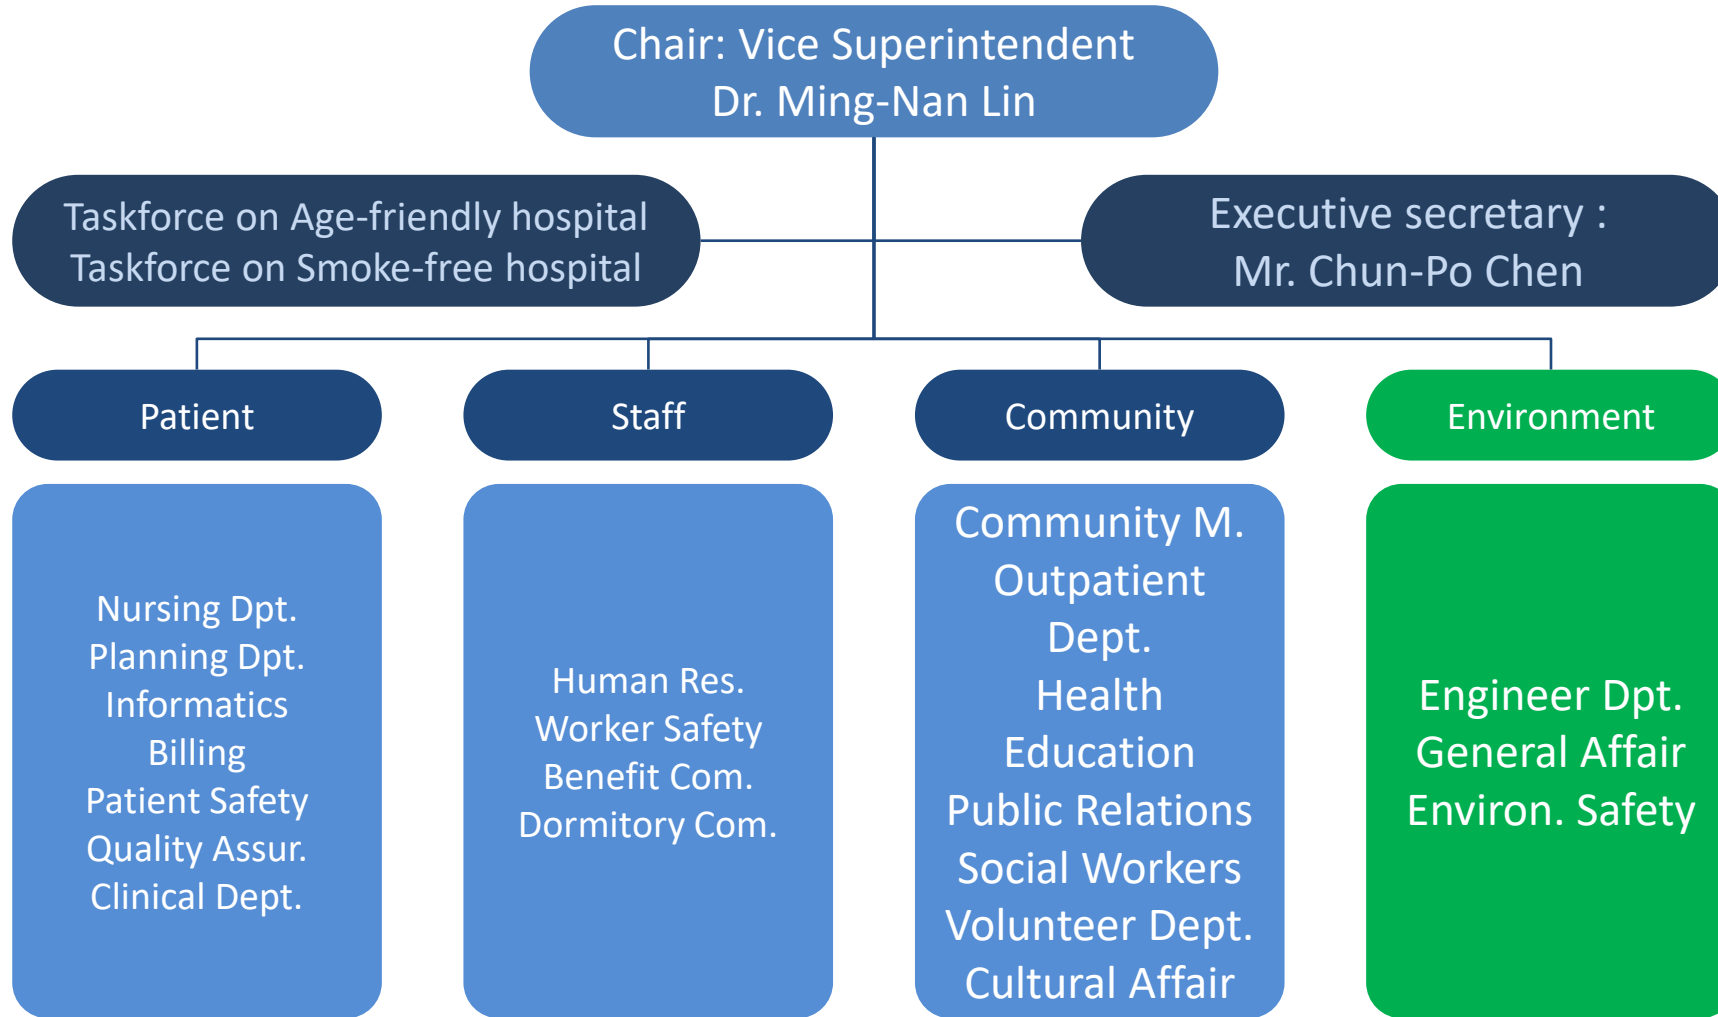 Chair: Vice Superintendent
Dr. Ming-Nan Lin
Taskforce on Age-friendly hospital
Taskforce on Smoke-free hospital
Executive secretary :
Mr. Chun-Po Chen
Patient
Staff
Community
Environment
Nursing Dpt.
Planning Dpt.
Informatics
Billing
Patient Safety
Quality Assur.
Clinical Dept.
Human Res.
Worker Safety
Benefit Com.
Dormitory Com.
Community M.
Outpatient
Dept.
Health
Education
Public Relations
Social Workers
Volunteer Dept.
Cultural Affair
Engineer Dpt.
General Affair
Environ. Safety